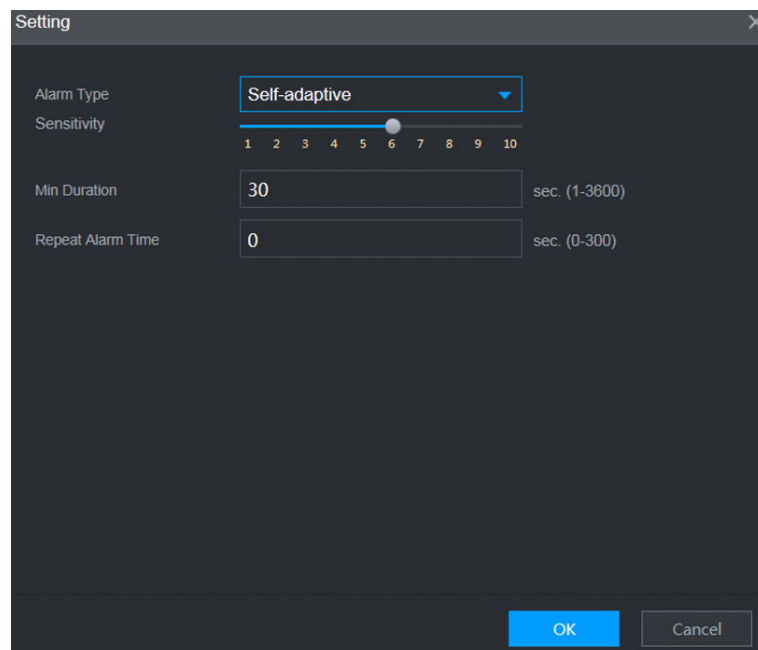 Setting
Alarm Type Self-adaptive
Sensitivity
1 2 3 4 5 6 7 8 9 10
Min Duration 30 sec. (1-3600)
Repeat Alarm Time 0 sec. (0-300)
OK Cancel